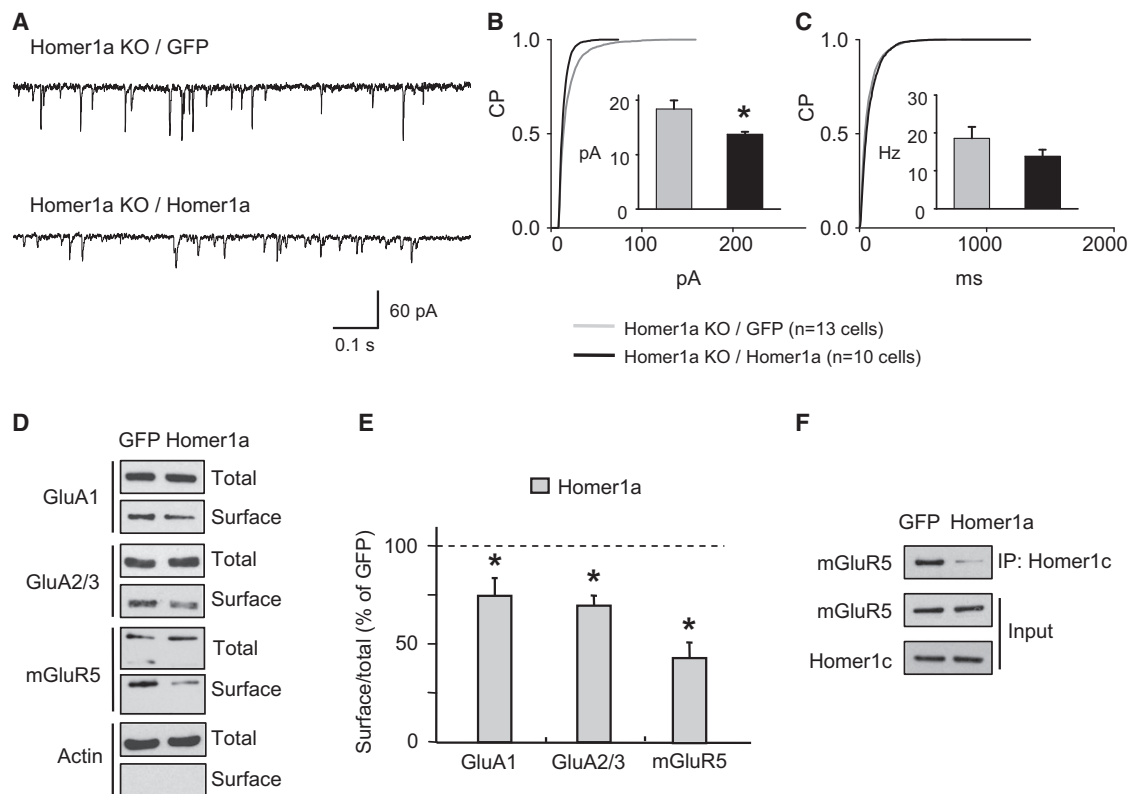 A
Homer1a KO / GFP
Homer1a KO / Homer1a
60 pA
0.1 s
B
CP
1.0
0.5
0.0
0
100
200
pA
20
10
0
pA
*
C
CP
1.0
0.5
0.0
0
1000
2000
ms
30
20
10
0
Hz
Homer1a KO / GFP (n=13 cells)
Homer1a KO / Homer1a (n=10 cells)
D
GFP Homer1a
GluA1
Total
Surface
GluA2/3
Total
Surface
mGluR5
Total
Surface
Actin
Total
Surface
E
Homer1a
Surface/total (% of GFP)
100
50
0
*
*
*
GluA1
GluA2/3
mGluR5
F
GFP Homer1a
mGluR5
IP: Homer1c
mGluR5
Homer1c
Input